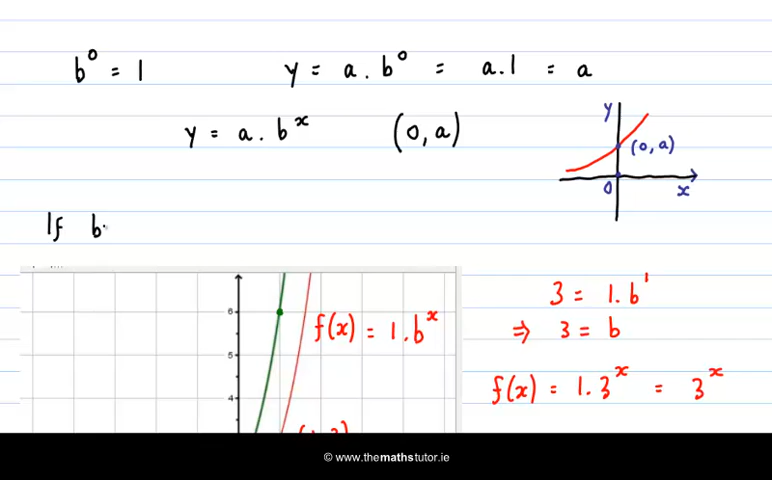 b⁰ = 1
y = a . b⁰ = a.1 = a
y = a . bˣ (0, a)
y
(0, a)
0
x
If b
6
5
4
f(x) = 1.bˣ
3 = 1.b¹
⇒ 3 = b
f(x) = 1.3ˣ = 3ˣ
© www.themathstutor.ie